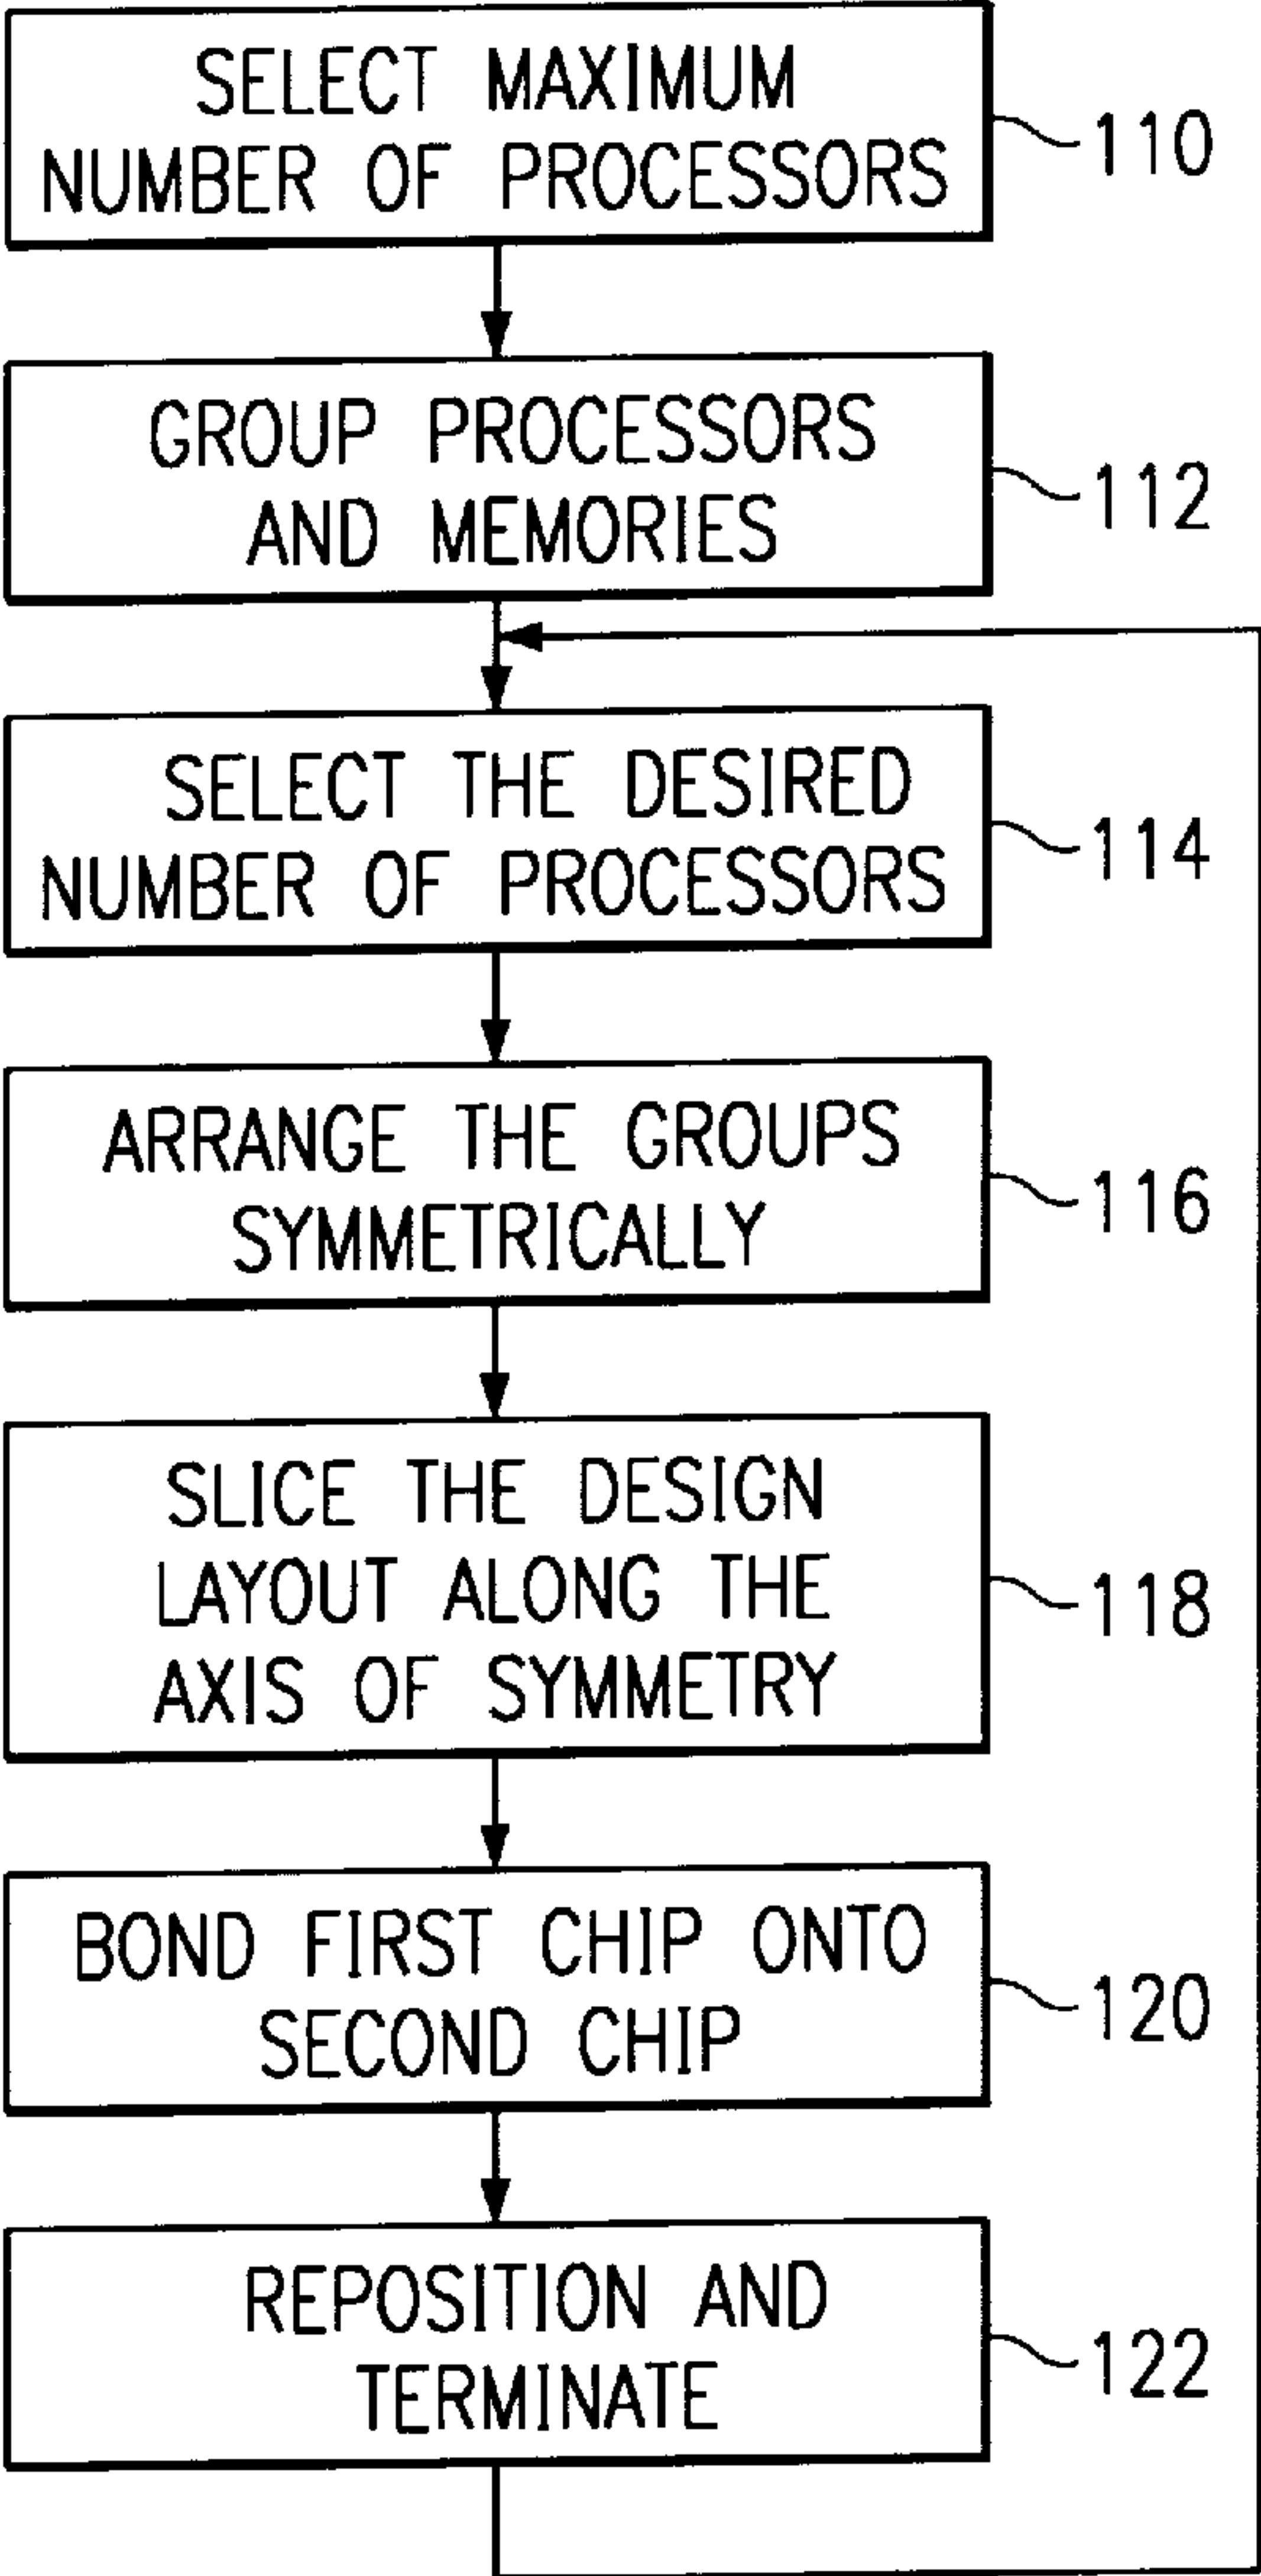 SELECT MAXIMUM
NUMBER OF PROCESSORS
110
GROUP PROCESSORS
AND MEMORIES
112
SELECT THE DESIRED
NUMBER OF PROCESSORS
114
ARRANGE THE GROUPS
SYMMETRICALLY
116
SLICE THE DESIGN
LAYOUT ALONG THE
AXIS OF SYMMETRY
118
BOND FIRST CHIP ONTO
SECOND CHIP
120
REPOSITION AND
TERMINATE
122